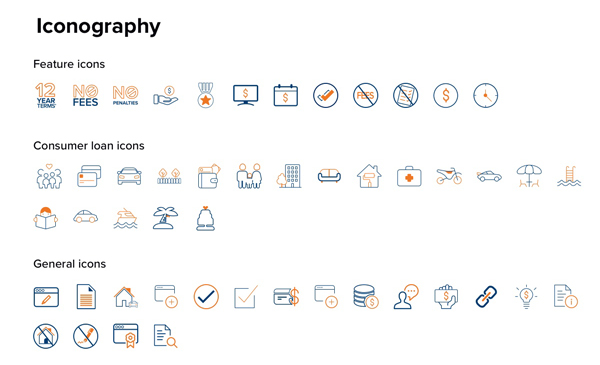 Iconography
Feature icons
12
YEAR
TERMS*
NO
FEES
NO
PENALTIES
$
$
$
FEES
$
Consumer loan icons
General icons
$
$
$
$